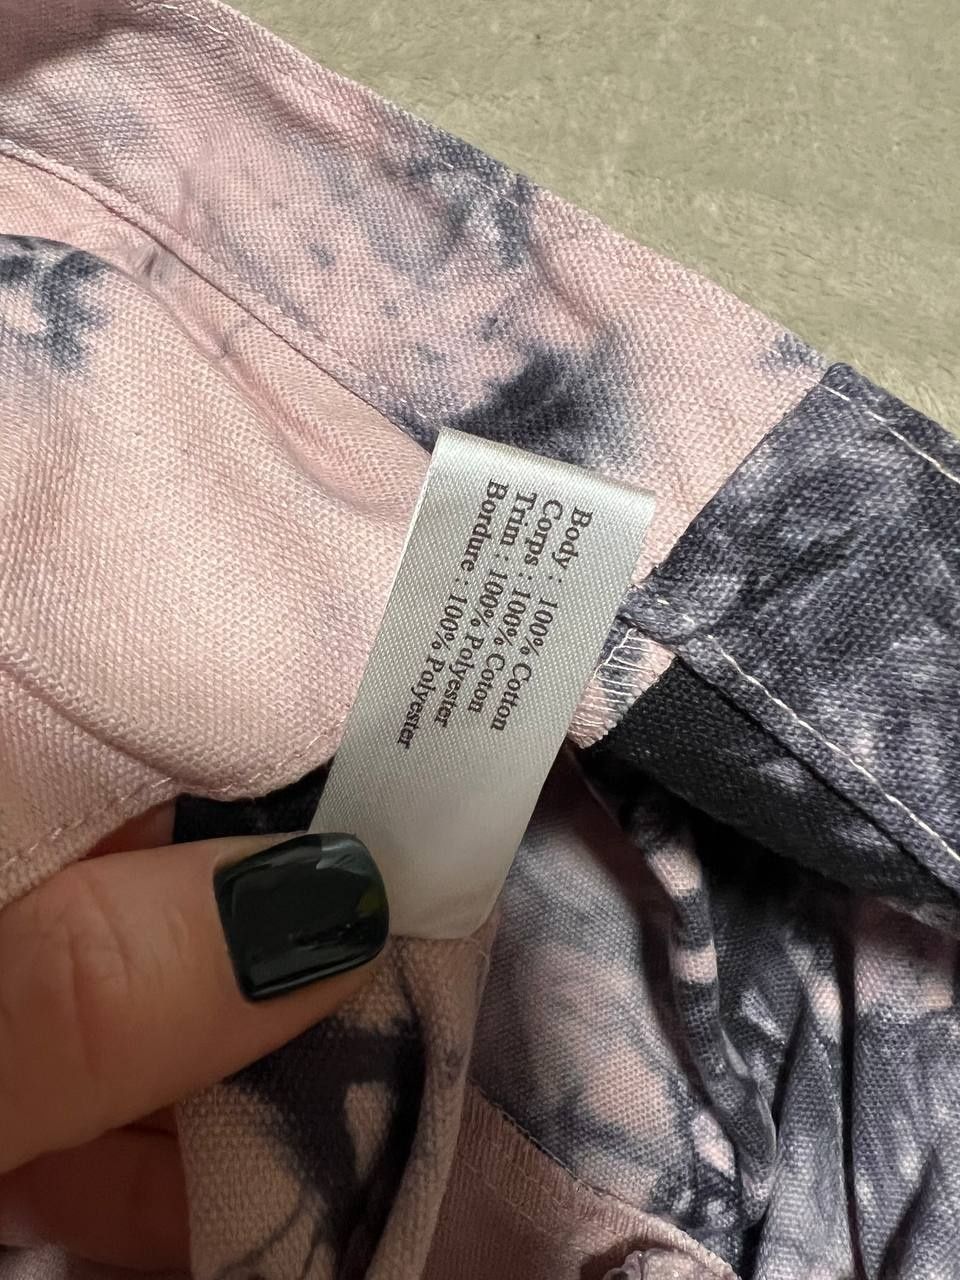 Body : 100% Cotton
Corps : 100% Coton
Trim : 100% Polyester
Bordure : 100% Polyester